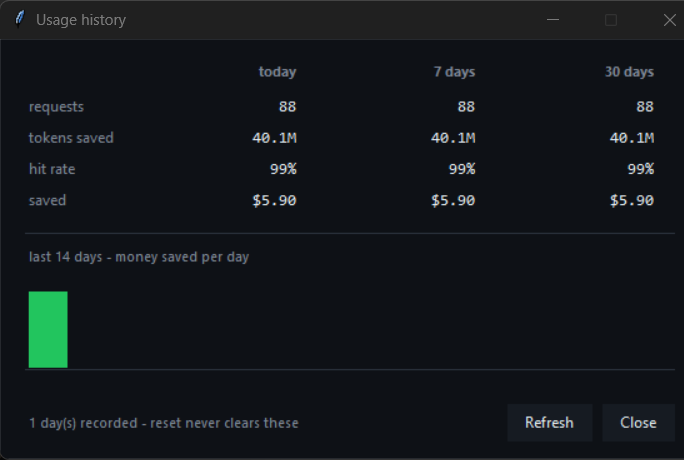 Usage history
today 7 days 30 days
requests 88 88 88
tokens saved 40.1M 40.1M 40.1M
hit rate 99% 99% 99%
saved $5.90 $5.90 $5.90
last 14 days - money saved per day
1 day(s) recorded - reset never clears these Refresh Close